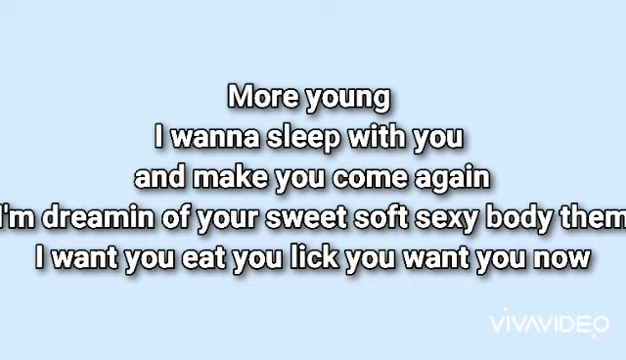 More young
I wanna sleep with you
and make you come again
I'm dreamin of your sweet soft sexy body them
I want you eat you lick you want you now
VIVAVIDEO